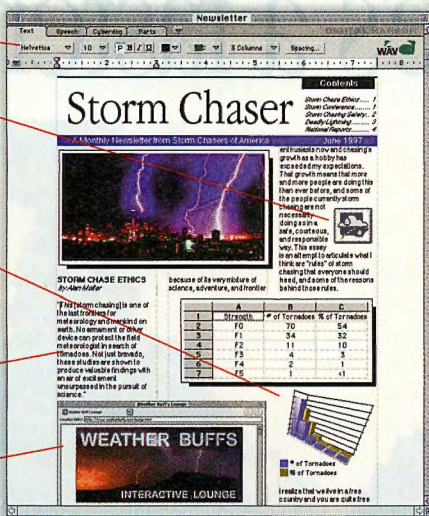 Newsletter
Text Speech Cyberdog Parts
DIGITAL HARBOR
Helvetica 10 P B I U 3 Columns Spacing...
WAV
Contents
Storm Chase Ethics...... 1
Storm Conference...... 1
Storm Chasing Safety.. 2
Deadly Lightning...... 3
National Reports...... 4
Storm Chaser
A Monthly Newsletter from Storm Chasers of America June 1997
STORM CHASE ETHICS
by Alan Moller
"This [storm chasing] is one of
the last frontiers for
meteorology and mankind on
earth. No armament or other
device can protect the field
meteorologist in search of
tornadoes. Not just bravado,
these studies are shown to
produce valuable findings with
an air of excitement
unsurpassed in the pursuit of
science."
because of its very mixture of
science, adventure, and frontier
enthusiasts now and chasing's
growth as a hobby has
exceeded my expections.
That growth means that more
and more people are doing this
than ever before, and some of
the people currently storm
chasing are not
necessarily
doing so in a
safe, courteous,
and responsible
way. This essay
is an attempt to articulate what I
think are "rules" of storm
chasing that everyone should
heed, and some of the reasons
behind those rules.
A B C
1 Strength # of Tornadoes % of Tornadoes
2 F0 70 54
3 F1 34 32
4 F2 11 10
5 F3 4 3
6 F4 2 1
7 F5 1 <1
# of Tornadoes
% of Tornadoes
I realize that we live in a free
country and you are quite free
Weather Buff's Lounge
WEATHER BUFFS
INTERACTIVE LOUNGE